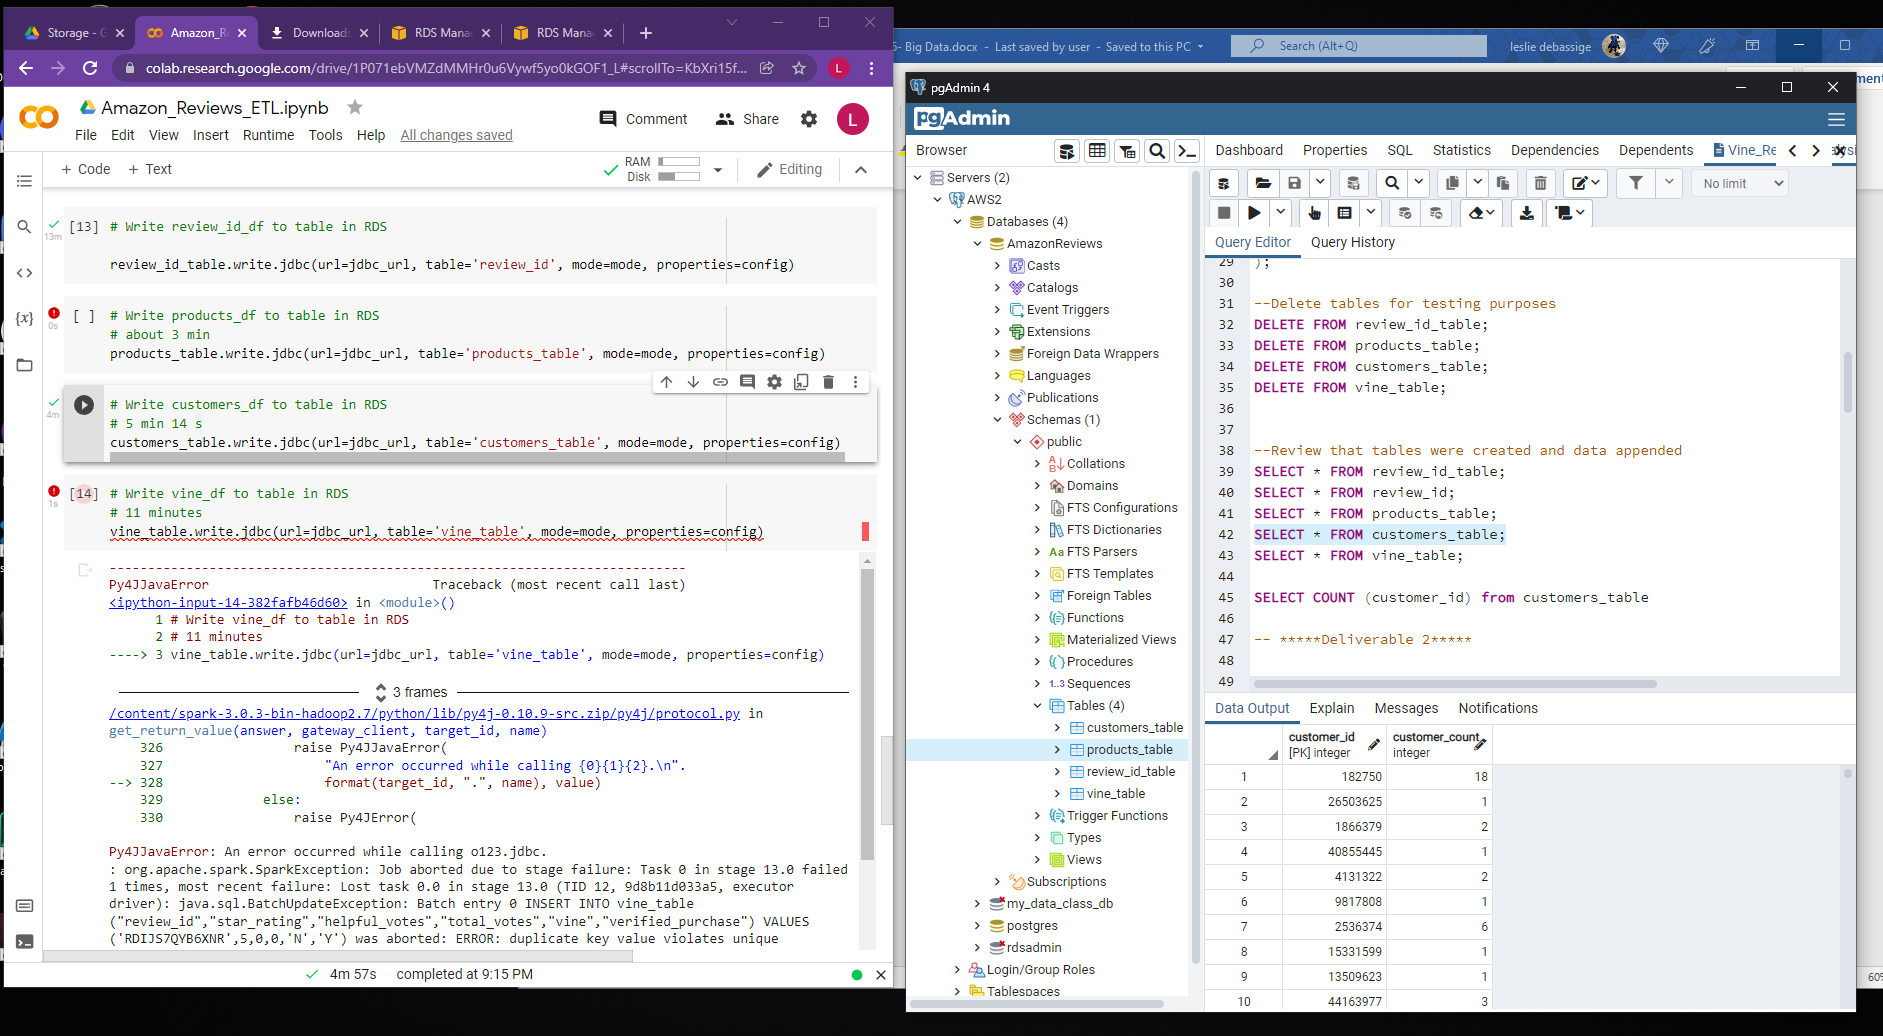 Storage - G
Amazon_R
Downloads
RDS Mana
RDS Mana
colab.research.google.com/drive/1P071ebVMZdMMHr0u6Vywf5yo0kGOF1_L#scrollTo=KbXri15f...
L
Amazon_Reviews_ETL.ipynb
Comment
Share
L
File Edit View Insert Runtime Tools Help All changes saved
+ Code + Text
RAM
Disk
Editing
13m
[13] # Write review_id_df to table in RDS
review_id_table.write.jdbc(url=jdbc_url, table='review_id', mode=mode, properties=config)
0s
[ ] # Write products_df to table in RDS
# about 3 min
products_table.write.jdbc(url=jdbc_url, table='products_table', mode=mode, properties=config)
4m
# Write customers_df to table in RDS
# 5 min 14 s
customers_table.write.jdbc(url=jdbc_url, table='customers_table', mode=mode, properties=config)
1s
[14] # Write vine_df to table in RDS
# 11 minutes
vine_table.write.jdbc(url=jdbc_url, table='vine_table', mode=mode, properties=config)
---------------------------------------------------------------------------
Py4JJavaError Traceback (most recent call last)
<ipython-input-14-382fafb46d60> in <module>()
1 # Write vine_df to table in RDS
2 # 11 minutes
----> 3 vine_table.write.jdbc(url=jdbc_url, table='vine_table', mode=mode, properties=config)
3 frames
/content/spark-3.0.3-bin-hadoop2.7/python/lib/py4j-0.10.9-src.zip/py4j/protocol.py in
get_return_value(answer, gateway_client, target_id, name)
326 raise Py4JJavaError(
327 "An error occurred while calling {0}{1}{2}.\n".
--> 328 format(target_id, ".", name), value)
329 else:
330 raise Py4JError(
Py4JJavaError: An error occurred while calling o123.jdbc.
: org.apache.spark.SparkException: Job aborted due to stage failure: Task 0 in stage 13.0 failed
1 times, most recent failure: Lost task 0.0 in stage 13.0 (TID 12, 9d8b11d033a5, executor
driver): java.sql.BatchUpdateException: Batch entry 0 INSERT INTO vine_table
("review_id","star_rating","helpful_votes","total_votes","vine","verified_purchase") VALUES
('RDIJS7QYB6XNR',5,0,0,'N','Y') was aborted: ERROR: duplicate key value violates unique
4m 57s completed at 9:15 PM
- Big Data.docx - Last saved by user - Saved to this PC
Search (Alt+Q)
leslie debassige
pgAdmin 4
pgAdmin
Browser
Servers (2)
AWS2
Databases (4)
AmazonReviews
Casts
Catalogs
Event Triggers
Extensions
Foreign Data Wrappers
Languages
Publications
Schemas (1)
public
Collations
Domains
FTS Configurations
FTS Dictionaries
FTS Parsers
FTS Templates
Foreign Tables
Functions
Materialized Views
Procedures
1..3 Sequences
Tables (4)
customers_table
products_table
review_id_table
vine_table
Trigger Functions
Types
Views
Subscriptions
my_data_class_db
postgres
rdsadmin
Login/Group Roles
Tablespaces
Dashboard Properties SQL Statistics Dependencies Dependents Vine_Re
No limit
Query Editor Query History
29 );
30
31 --Delete tables for testing purposes
32 DELETE FROM review_id_table;
33 DELETE FROM products_table;
34 DELETE FROM customers_table;
35 DELETE FROM vine_table;
36
37
38 --Review that tables were created and data appended
39 SELECT * FROM review_id_table;
40 SELECT * FROM review_id;
41 SELECT * FROM products_table;
42 SELECT * FROM customers_table;
43 SELECT * FROM vine_table;
44
45 SELECT COUNT (customer_id) from customers_table
46
47 -- *****Deliverable 2*****
48
49
Data Output Explain Messages Notifications
customer_id
[PK] integer
customer_count
integer
1 182750 18
2 26503625 1
3 1866379 2
4 40855445 1
5 4131322 2
6 9817808 1
7 2536374 6
8 15331599 1
9 13509623 1
10 44163977 3
60%